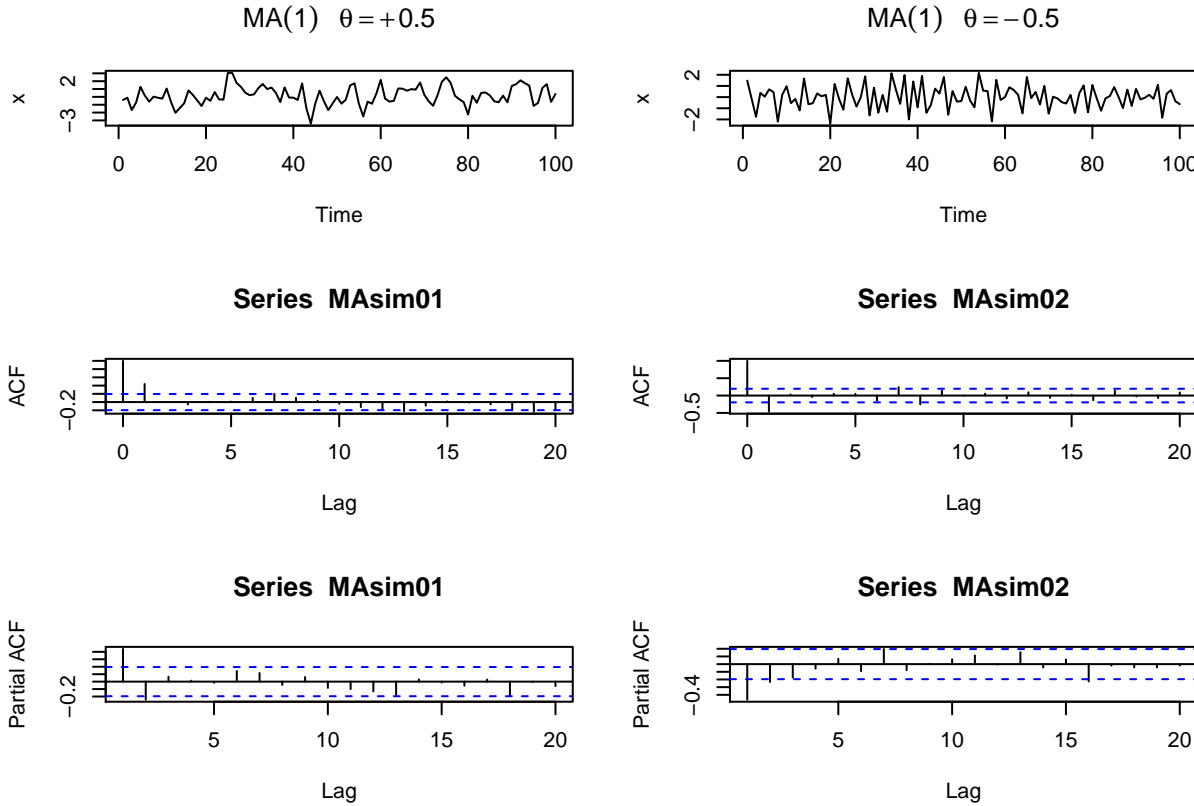 MA(1) θ = +0.5
x
2
−3
0 20 40 60 80 100
Time
MA(1) θ = −0.5
x
2
−2
0 20 40 60 80 100
Time
Series MAsim01
ACF
−0.2
0 5 10 15 20
Lag
Series MAsim02
ACF
−0.5
0 5 10 15 20
Lag
Series MAsim01
Partial ACF
−0.2
5 10 15 20
Lag
Series MAsim02
Partial ACF
−0.4
5 10 15 20
Lag